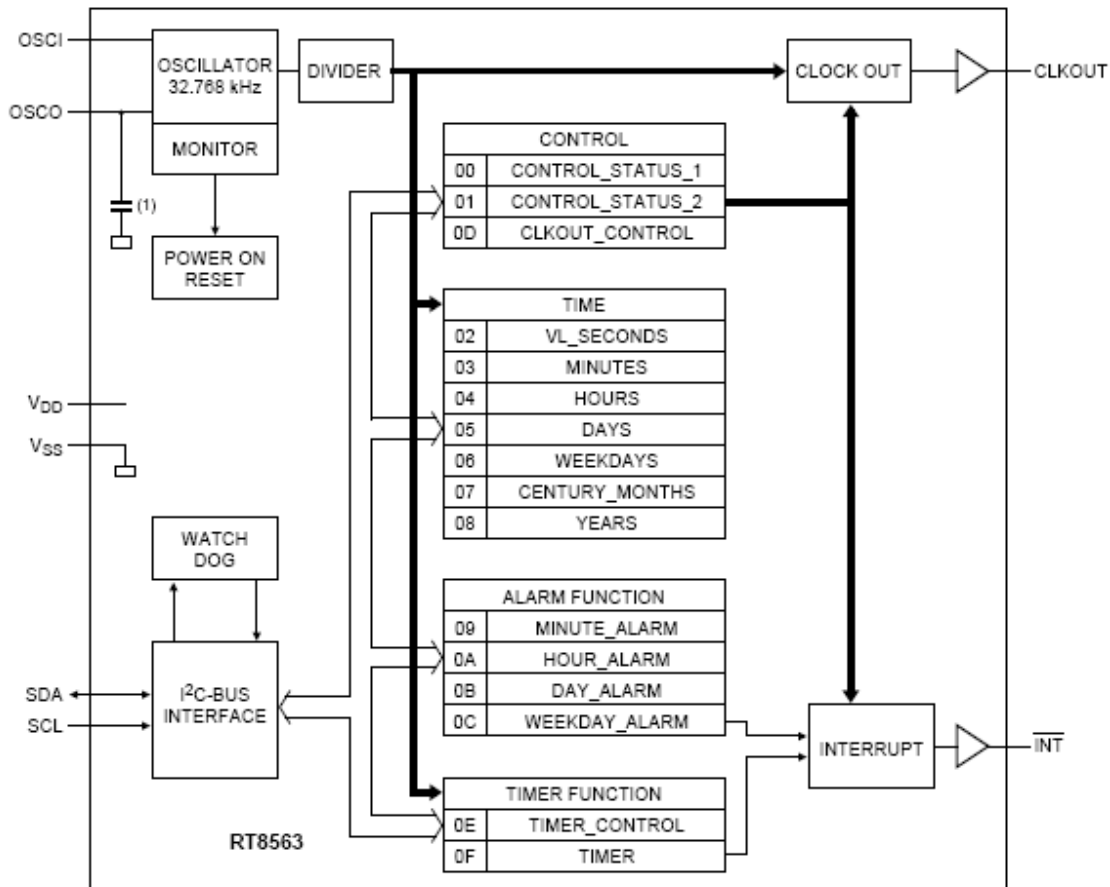 OSCI
OSCO
OSCILLATOR
32.768 kHz
MONITOR
DIVIDER
CLOCK OUT
CLKOUT
(1)
POWER ON
RESET
CONTROL
00 CONTROL_STATUS_1
01 CONTROL_STATUS_2
0D CLKOUT_CONTROL
TIME
02 VL_SECONDS
03 MINUTES
04 HOURS
05 DAYS
06 WEEKDAYS
07 CENTURY_MONTHS
08 YEARS
VDD
VSS
WATCH
DOG
ALARM FUNCTION
09 MINUTE_ALARM
0A HOUR_ALARM
0B DAY_ALARM
0C WEEKDAY_ALARM
SDA
SCL
I²C-BUS
INTERFACE
INTERRUPT
INT
TIMER FUNCTION
0E TIMER_CONTROL
0F TIMER
RT8563